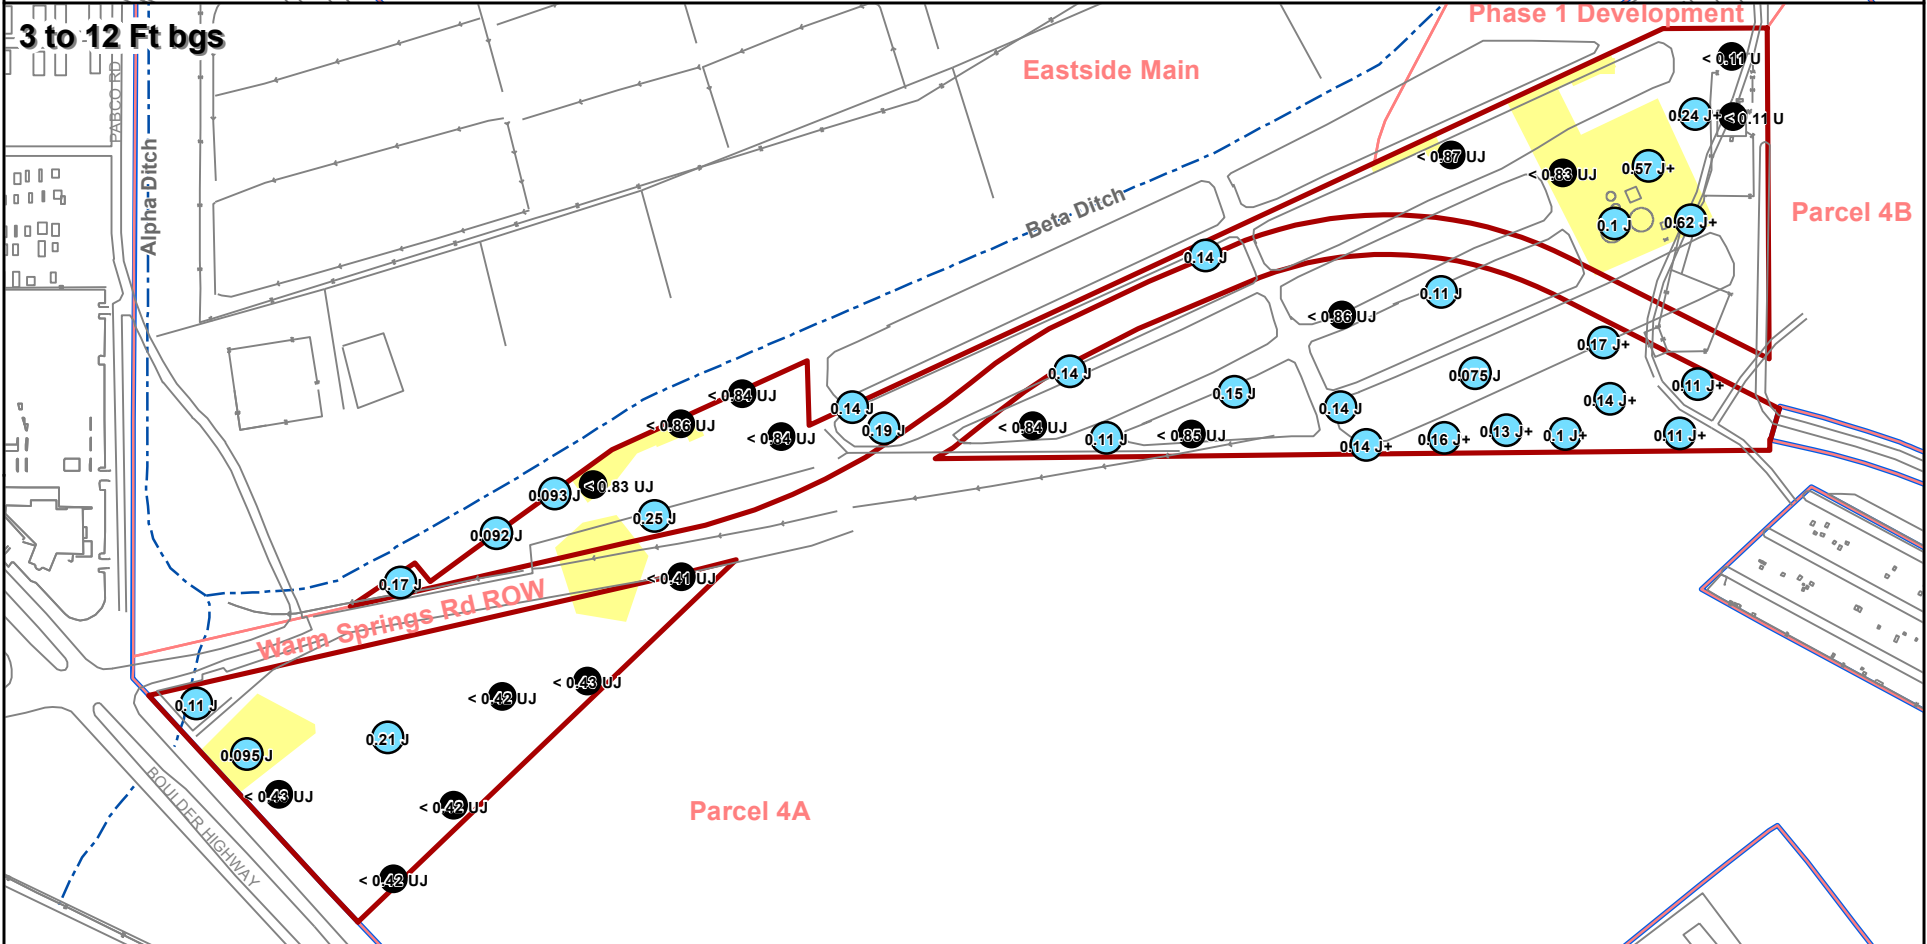 Phase 1 Development
3 to 12 Ft bgs
Eastside Main
< 0.11 U
PABCO RD
0.24 J+
< 0.11 U
Alpha Ditch
< 0.87 UJ
< 0.83 UJ
0.57 J+
Beta Ditch
Parcel 4B
0.1 J
0.62 J+
0.14 J
0.11 J
< 0.86 UJ
0.17 J+
0.14 J
0.075 J
0.11 J+
< 0.84 UJ
0.15 J
0.14 J+
0.14 J
0.14 J
< 0.86 UJ
< 0.84 UJ
0.19 J
< 0.84 UJ
0.11 J
< 0.85 UJ
0.14 J+
0.16 J+
0.13 J+
0.1 J+
0.11 J+
0.093 J
< 0.83 UJ
0.25 J
0.092 J
0.17 J
< 0.41 UJ
Warm Springs Rd ROW
< 0.43 UJ
< 0.42 UJ
0.11 J
0.21 J
0.095 J
< 0.43 UJ
< 0.42 UJ
Parcel 4A
BOULDER HIGHWAY
< 0.42 UJ